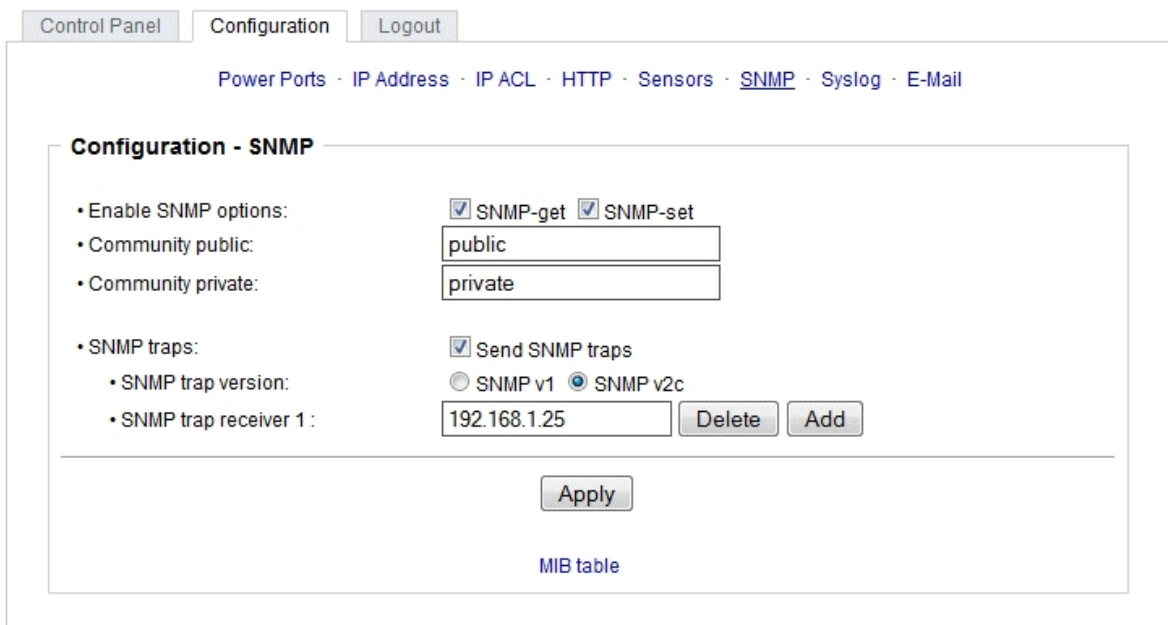 Control Panel Configuration Logout
Power Ports · IP Address · IP ACL · HTTP · Sensors · SNMP · Syslog · E-Mail
Configuration - SNMP
• Enable SNMP options: SNMP-get SNMP-set
• Community public: public
• Community private: private
• SNMP traps: Send SNMP traps
• SNMP trap version: SNMP v1 SNMP v2c
• SNMP trap receiver 1 : 192.168.1.25 Delete Add
Apply
MIB table